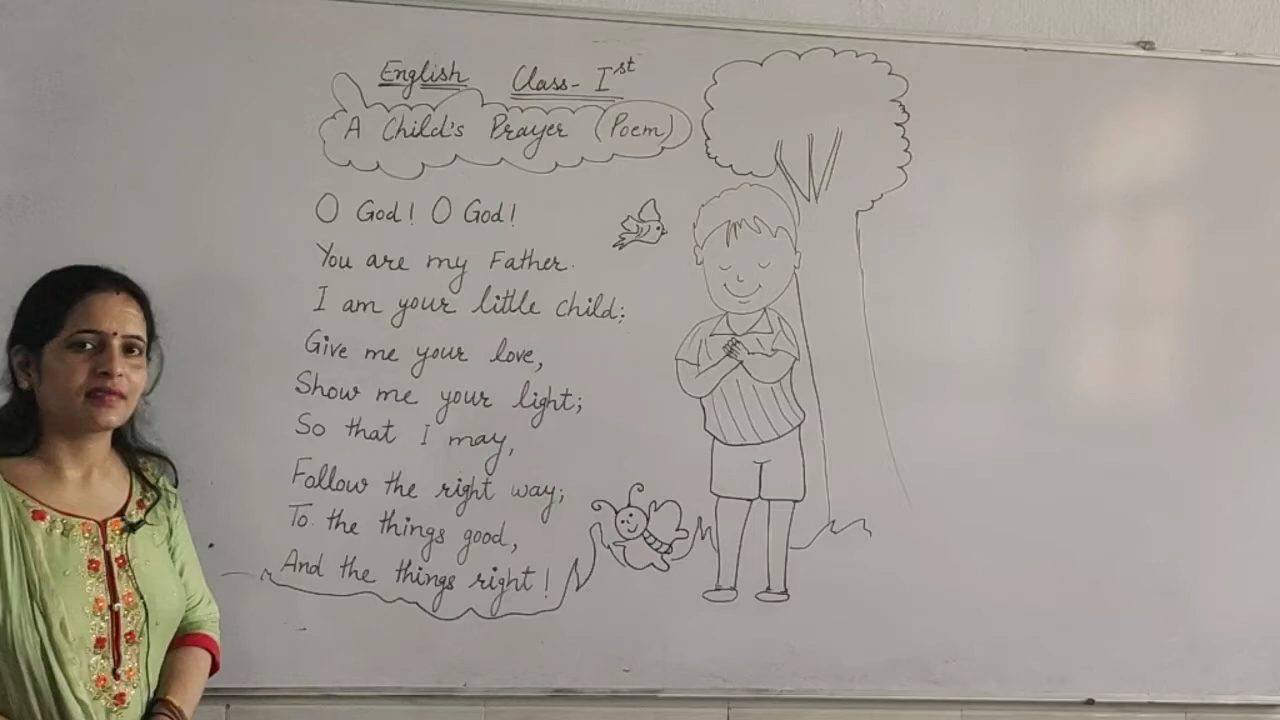 English Class- Ist
A Child's Prayer (Poem)
O God! O God!
You are my Father.
I am your little child;
Give me your love,
Show me your light;
So that I may,
Follow the right way;
To the things good,
And the things right!